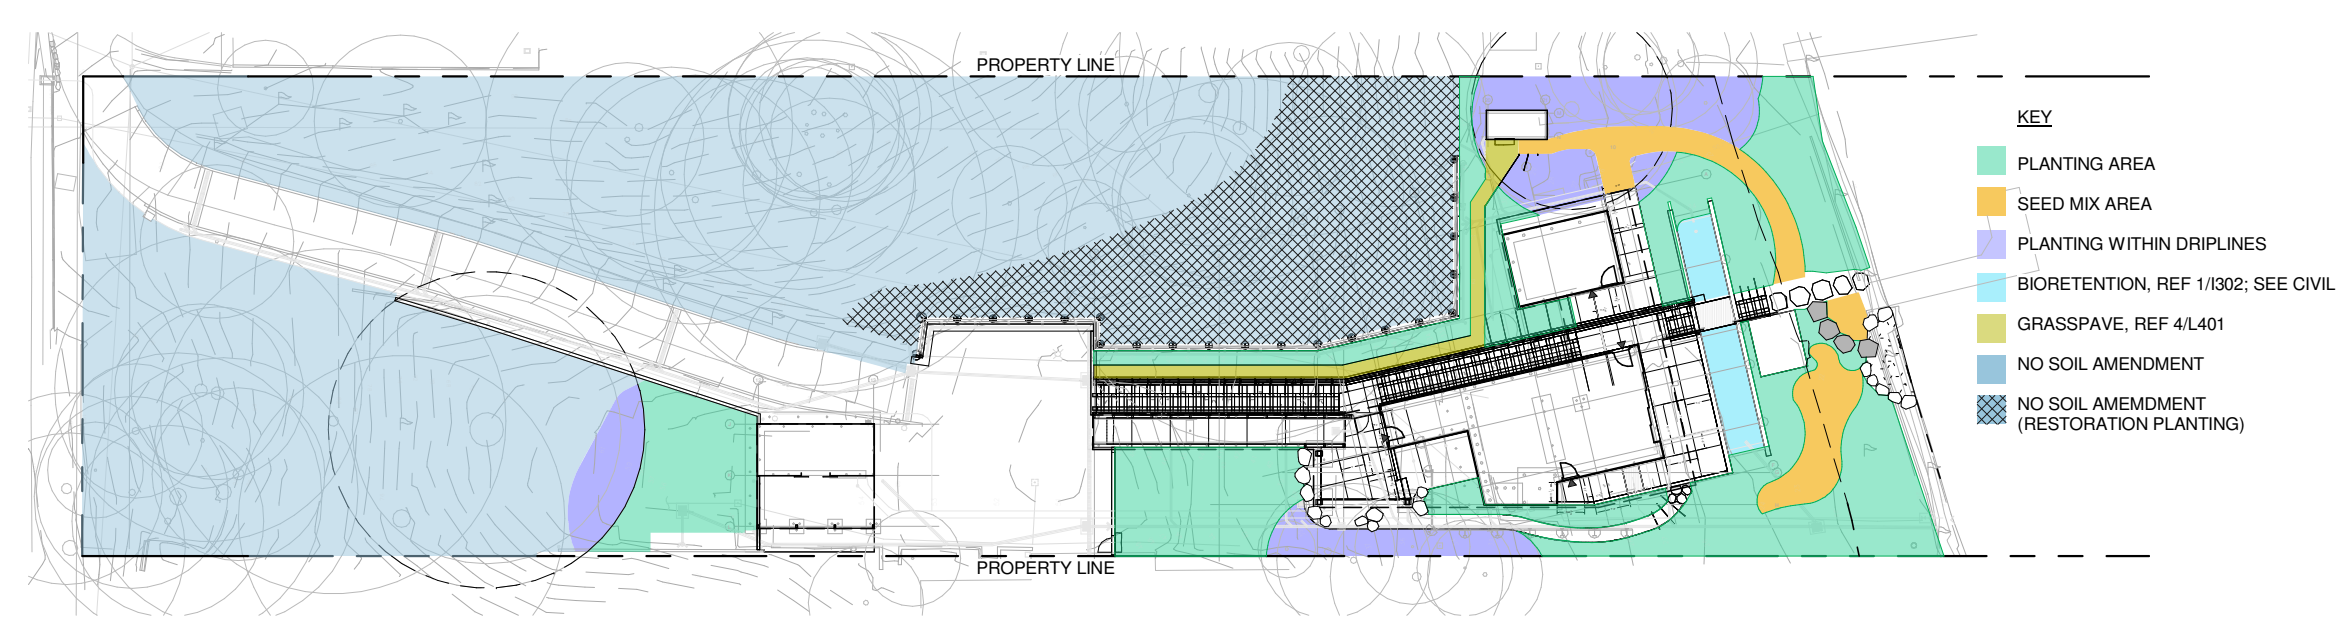 PROPERTY LINE
KEY
PLANTING AREA
SEED MIX AREA
PLANTING WITHIN DRIPLINES
BIORETENTION, REF 1/I302; SEE CIVIL
GRASSPAVE, REF 4/L401
NO SOIL AMENDMENT
NO SOIL AMEMDMENT
(RESTORATION PLANTING)
PROPERTY LINE